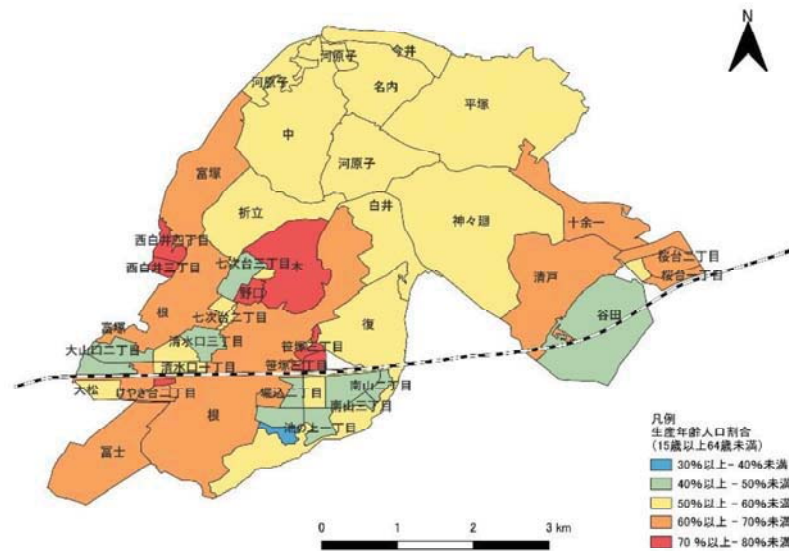 N
今井
河原子
河原子
名内
平塚
中
河原子
富塚
白井
折立
神々廻
十余一
西白井四丁目
七次台三丁目
木
桜台二丁目
西白井三丁目
清戸
桜台一丁目
野口
復
谷田
七次台二丁目
根
富塚
清水口三丁目
大山口二丁目
笹塚二丁目
清水口一丁目
笹塚三丁目
南山二丁目
大松
けやき台二丁目
堀込二丁目
南山三丁目
根
池の上一丁目
冨士
凡例
生産年齢人口割合
(15歳以上64歳未満)
30%以上-40%未満
40%以上-50%未満
50%以上-60%未満
60%以上-70%未満
70 %以上-80%未満
0 1 2 3 km